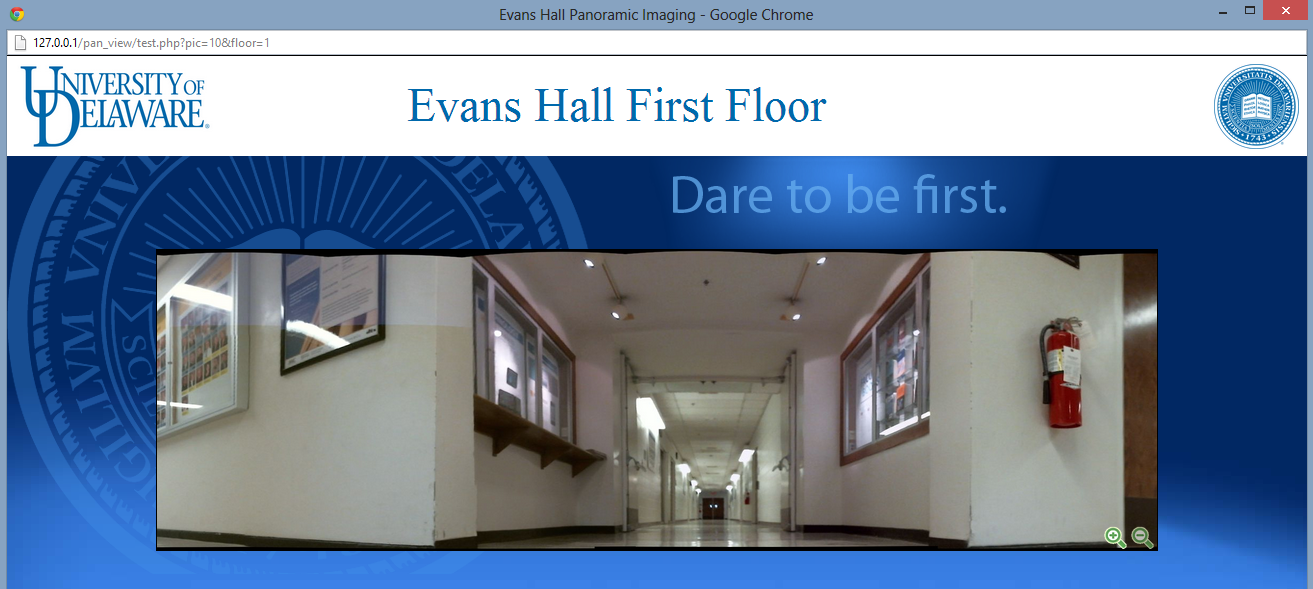 Evans Hall Panoramic Imaging - Google Chrome
127.0.0.1/pan_view/test.php?pic=10&floor=1
UNIVERSITY OF
DELAWARE.
Evans Hall First Floor
Dare to be first.
1743